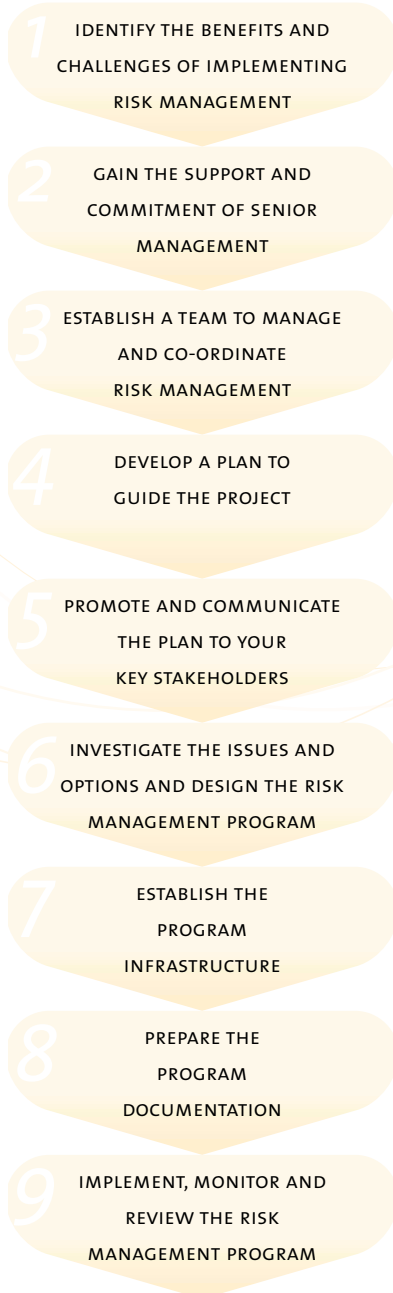 1
IDENTIFY THE BENEFITS AND
CHALLENGES OF IMPLEMENTING
RISK MANAGEMENT
2
GAIN THE SUPPORT AND
COMMITMENT OF SENIOR
MANAGEMENT
3
ESTABLISH A TEAM TO MANAGE
AND CO-ORDINATE
RISK MANAGEMENT
4
DEVELOP A PLAN TO
GUIDE THE PROJECT
5
PROMOTE AND COMMUNICATE
THE PLAN TO YOUR
KEY STAKEHOLDERS
6
INVESTIGATE THE ISSUES AND
OPTIONS AND DESIGN THE RISK
MANAGEMENT PROGRAM
7
ESTABLISH THE
PROGRAM
INFRASTRUCTURE
8
PREPARE THE
PROGRAM
DOCUMENTATION
9
IMPLEMENT, MONITOR AND
REVIEW THE RISK
MANAGEMENT PROGRAM